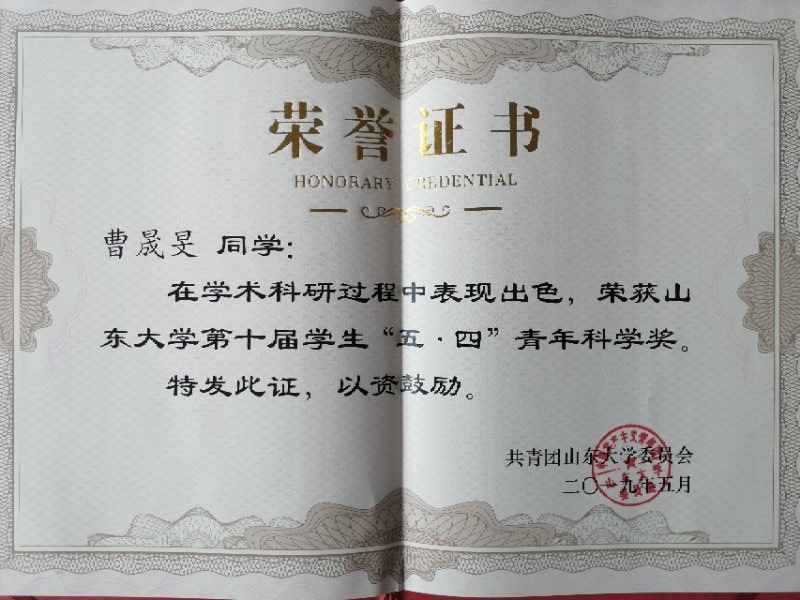 荣誉证书
HONORARY CREDENTIAL
曹晟旻 同学：
在学术科研过程中表现出色，荣获山
东大学第十届学生“五·四”青年科学奖。
特发此证，以资鼓励。
共青团山东大学委员会
二〇一九年五月